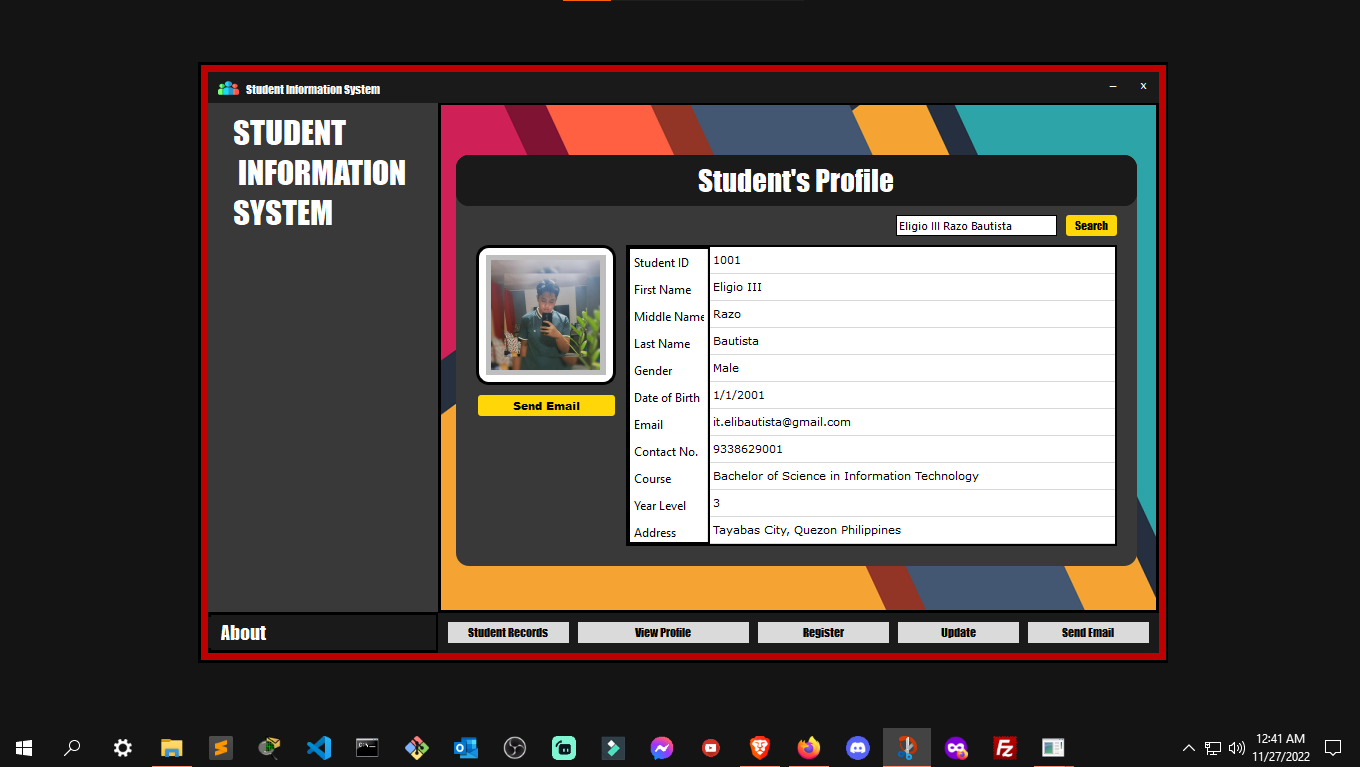 Student Information System
– x
STUDENT
INFORMATION
SYSTEM
Student's Profile
Eligio III Razo Bautista Search
Student ID 1001
First Name Eligio III
Middle Name Razo
Last Name Bautista
Gender Male
Date of Birth 1/1/2001
Email it.elibautista@gmail.com
Contact No. 9338629001
Course Bachelor of Science in Information Technology
Year Level 3
Address Tayabas City, Quezon Philippines
Send Email
About
Student Records View Profile Register Update Send Email
12:41 AM
11/27/2022